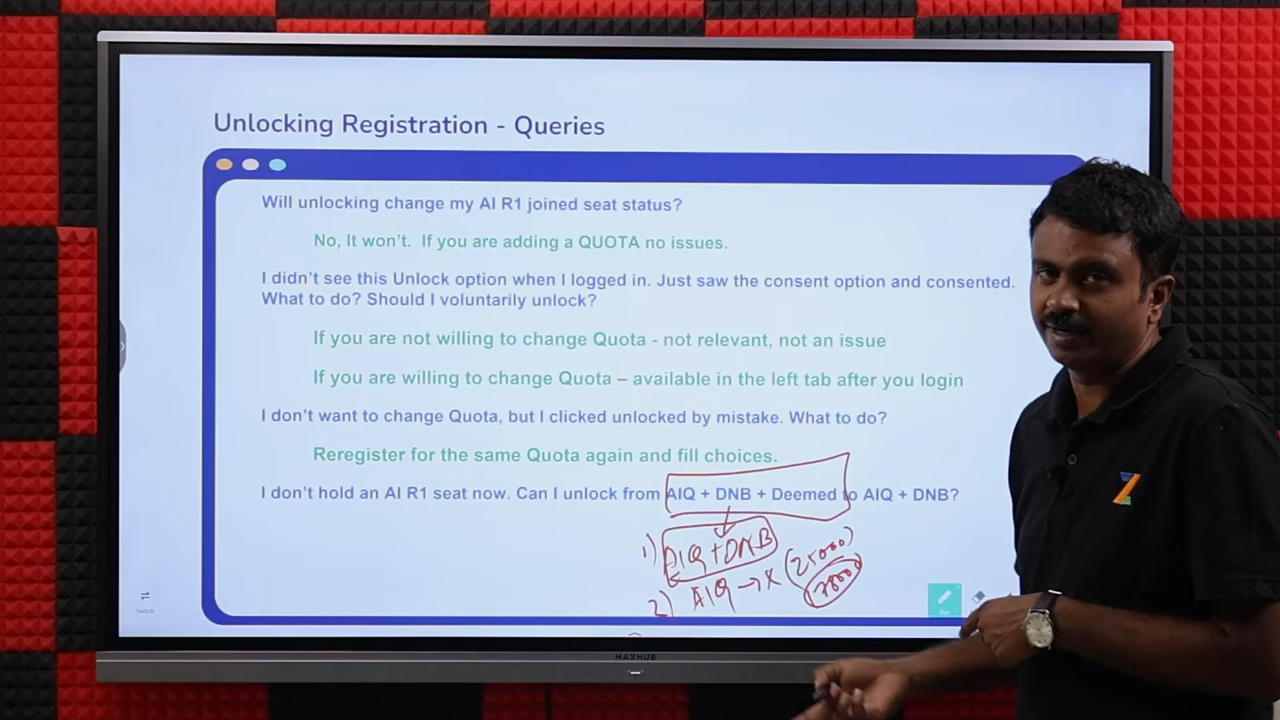 Unlocking Registration - Queries
Will unlocking change my AI R1 joined seat status?
No, It won't. If you are adding a QUOTA no issues.
I didn't see this Unlock option when I logged in. Just saw the consent option and consented.
What to do? Should I voluntarily unlock?
If you are not willing to change Quota - not relevant, not an issue
If you are willing to change Quota – available in the left tab after you login
I don't want to change Quota, but I clicked unlocked by mistake. What to do?
Reregister for the same Quota again and fill choices.
I don't hold an AI R1 seat now. Can I unlock from AIQ + DNB + Deemed to AIQ + DNB?
1) AIQ + DNB
2) AIQ → X (25000)
Switch
Pen
MAXHUB